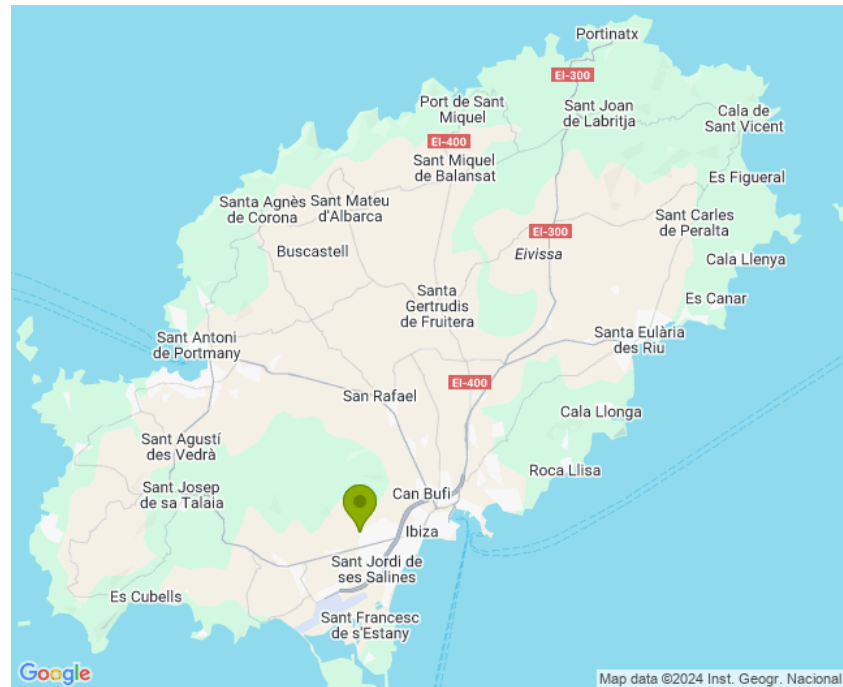 Portinatx
EI-300
Port de Sant
Miquel
Sant Joan
de Labritja
Cala de
Sant Vicent
EI-400
Sant Miquel
de Balansat
Es Figueral
Santa Agnès
de Corona
Sant Mateu
d'Albarca
Sant Carles
de Peralta
EI-300
Buscastell
Eivissa
Cala Llenya
Santa
Gertrudis
de Fruitera
Es Canar
Sant Antoni
de Portmany
Santa Eulària
des Riu
EI-400
San Rafael
Cala Llonga
Sant Agustí
des Vedrà
Roca Llisa
Sant Josep
de sa Talaia
Can Bufi
Ibiza
Sant Jordi de
ses Salines
Es Cubells
Sant Francesc
de s'Estany
Google
Map data ©2024 Inst. Geogr. Nacional